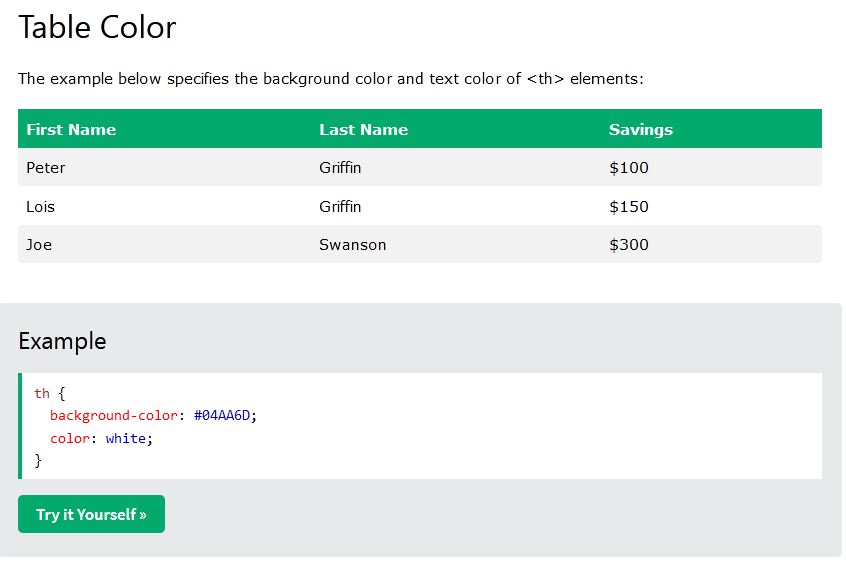 Table Color
The example below specifies the background color and text color of <th> elements:
First Name Last Name Savings
Peter Griffin $100
Lois Griffin $150
Joe Swanson $300
Example
th {
  background-color: #04AA6D;
  color: white;
}
Try it Yourself »